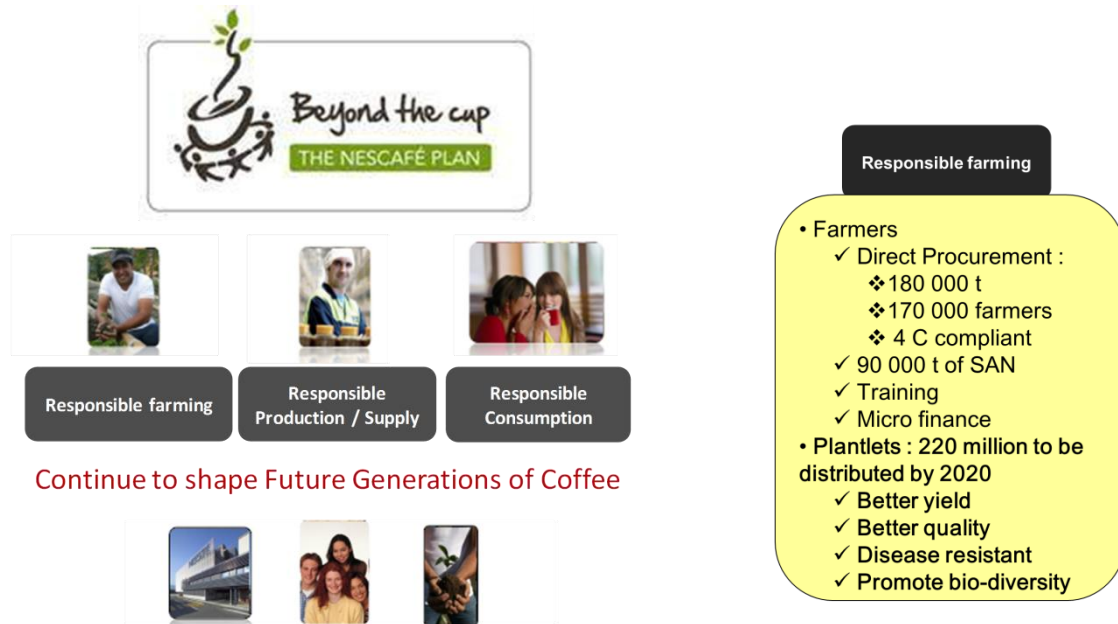 Beyond the cup
THE NESCAFÉ PLAN
Responsible farming
Responsible
Production / Supply
Responsible
Consumption
Continue to shape Future Generations of Coffee
Responsible farming
• Farmers
✓ Direct Procurement :
❖180 000 t
❖170 000 farmers
❖ 4 C compliant
✓ 90 000 t of SAN
✓ Training
✓ Micro finance
• Plantlets : 220 million to be
distributed by 2020
✓ Better yield
✓ Better quality
✓ Disease resistant
✓ Promote bio-diversity